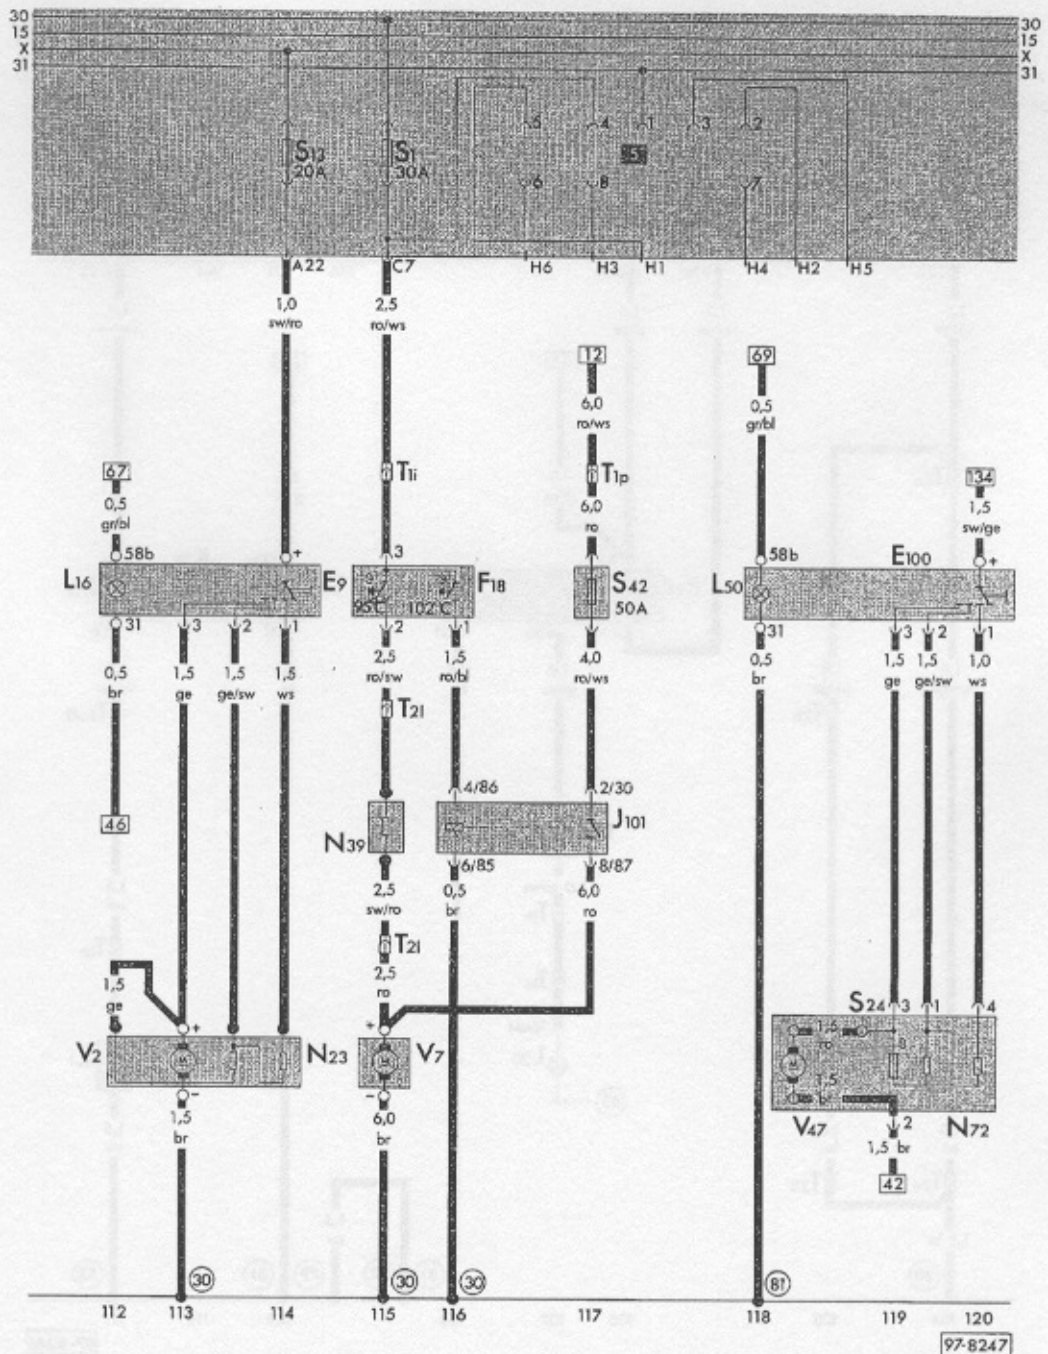 30 30
15 15
X X
31 31
5 4 1 3 2
S13 S1 5
20A 30A
6 8 7
A22 C7 H6 H3 H1 H4 H2 H5
1,0 2,5
sw/ro ro/ws
12 69
6,0 0,5
ro/ws gr/bl
67 T1i T1p 134
0,5 6,0 1,5
gr/bl ro sw/ge
58b + 3 58b E100 +
L16 E9 F18 S42 L50
95°C 102°C 50A
31 3 2 1 2 1 31 3 2 1
0,5 1,5 1,5 1,5 2,5 1,5 4,0 0,5 1,5 1,5 1,0
br ge ge/sw ws ro/sw ro/bl ro/ws br ge ge/sw ws
T2l
4/86 2/30
46 N39 J101
6/85 8/87
2,5 0,5 6,0
sw/ro br ro
T2l
1,5 2,5
ge ro
S24 3 1 4
+ +
V2 N23 V7
1,5
ro
8
1,5
br
- -
1,5 6,0 V47 2 N72
br br 1,5 br
42
30 30 30 81
112 113 114 115 116 117 118 119 120
97-8247